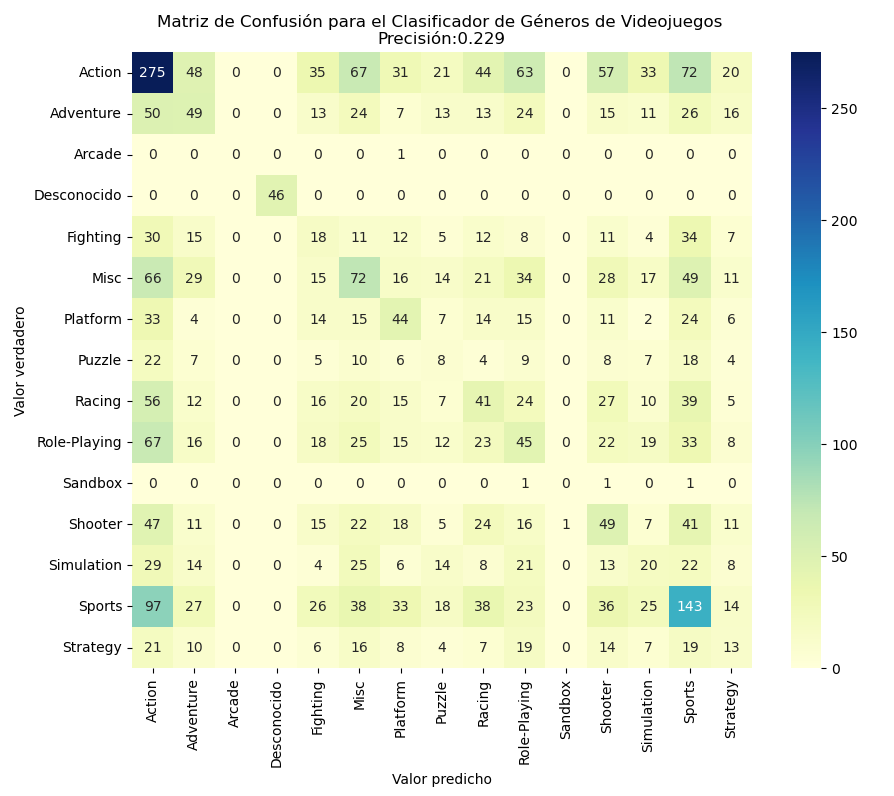 Matriz de Confusión para el Clasificador de Géneros de Videojuegos
Precisión:0.229
Valor verdadero
Action 275 48 0 0 35 67 31 21 44 63 0 57 33 72 20
Adventure 50 49 0 0 13 24 7 13 13 24 0 15 11 26 16
Arcade 0 0 0 0 0 0 1 0 0 0 0 0 0 0 0
Desconocido 0 0 0 46 0 0 0 0 0 0 0 0 0 0 0
Fighting 30 15 0 0 18 11 12 5 12 8 0 11 4 34 7
Misc 66 29 0 0 15 72 16 14 21 34 0 28 17 49 11
Platform 33 4 0 0 14 15 44 7 14 15 0 11 2 24 6
Puzzle 22 7 0 0 5 10 6 8 4 9 0 8 7 18 4
Racing 56 12 0 0 16 20 15 7 41 24 0 27 10 39 5
Role-Playing 67 16 0 0 18 25 15 12 23 45 0 22 19 33 8
Sandbox 0 0 0 0 0 0 0 0 0 1 0 1 0 1 0
Shooter 47 11 0 0 15 22 18 5 24 16 1 49 7 41 11
Simulation 29 14 0 0 4 25 6 14 8 21 0 13 20 22 8
Sports 97 27 0 0 26 38 33 18 38 23 0 36 25 143 14
Strategy 21 10 0 0 6 16 8 4 7 19 0 14 7 19 13
Action Adventure Arcade Desconocido Fighting Misc Platform Puzzle Racing Role-Playing Sandbox Shooter Simulation Sports Strategy
Valor predicho
250
200
150
100
50
0